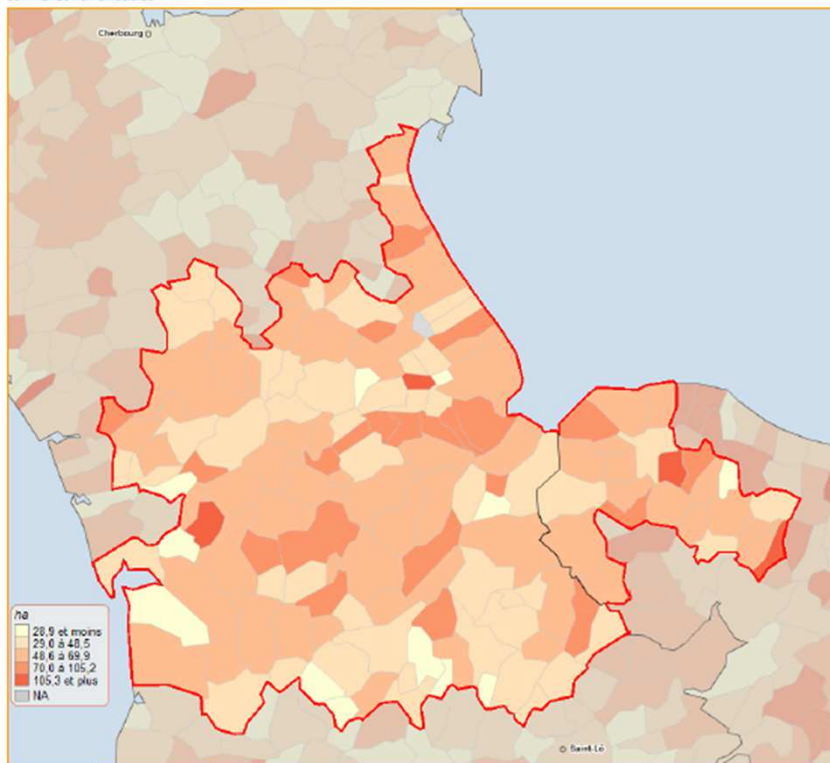 Cherbourg
ha
28,9 et moins
29,0 à 48,5
48,6 à 69,9
70,0 à 105,2
105,3 et plus
NA
Saint-Lô